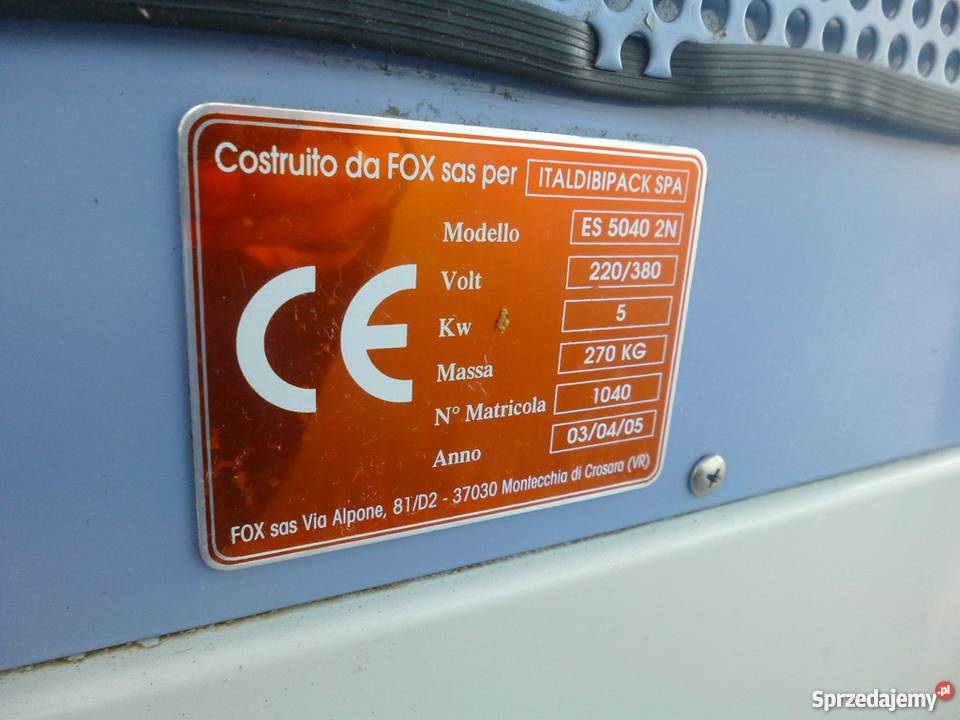 Costruito da FOX sas per ITALDIBIPACK SPA
Modello ES 5040 2N
Volt 220/380
Kw 5
Massa 270 KG
N° Matricola 1040
Anno 03/04/05
CE
FOX sas Via Alpone, 81/D2 - 37030 Montecchia di Crosara (VR)
Sprzedajemy.pl